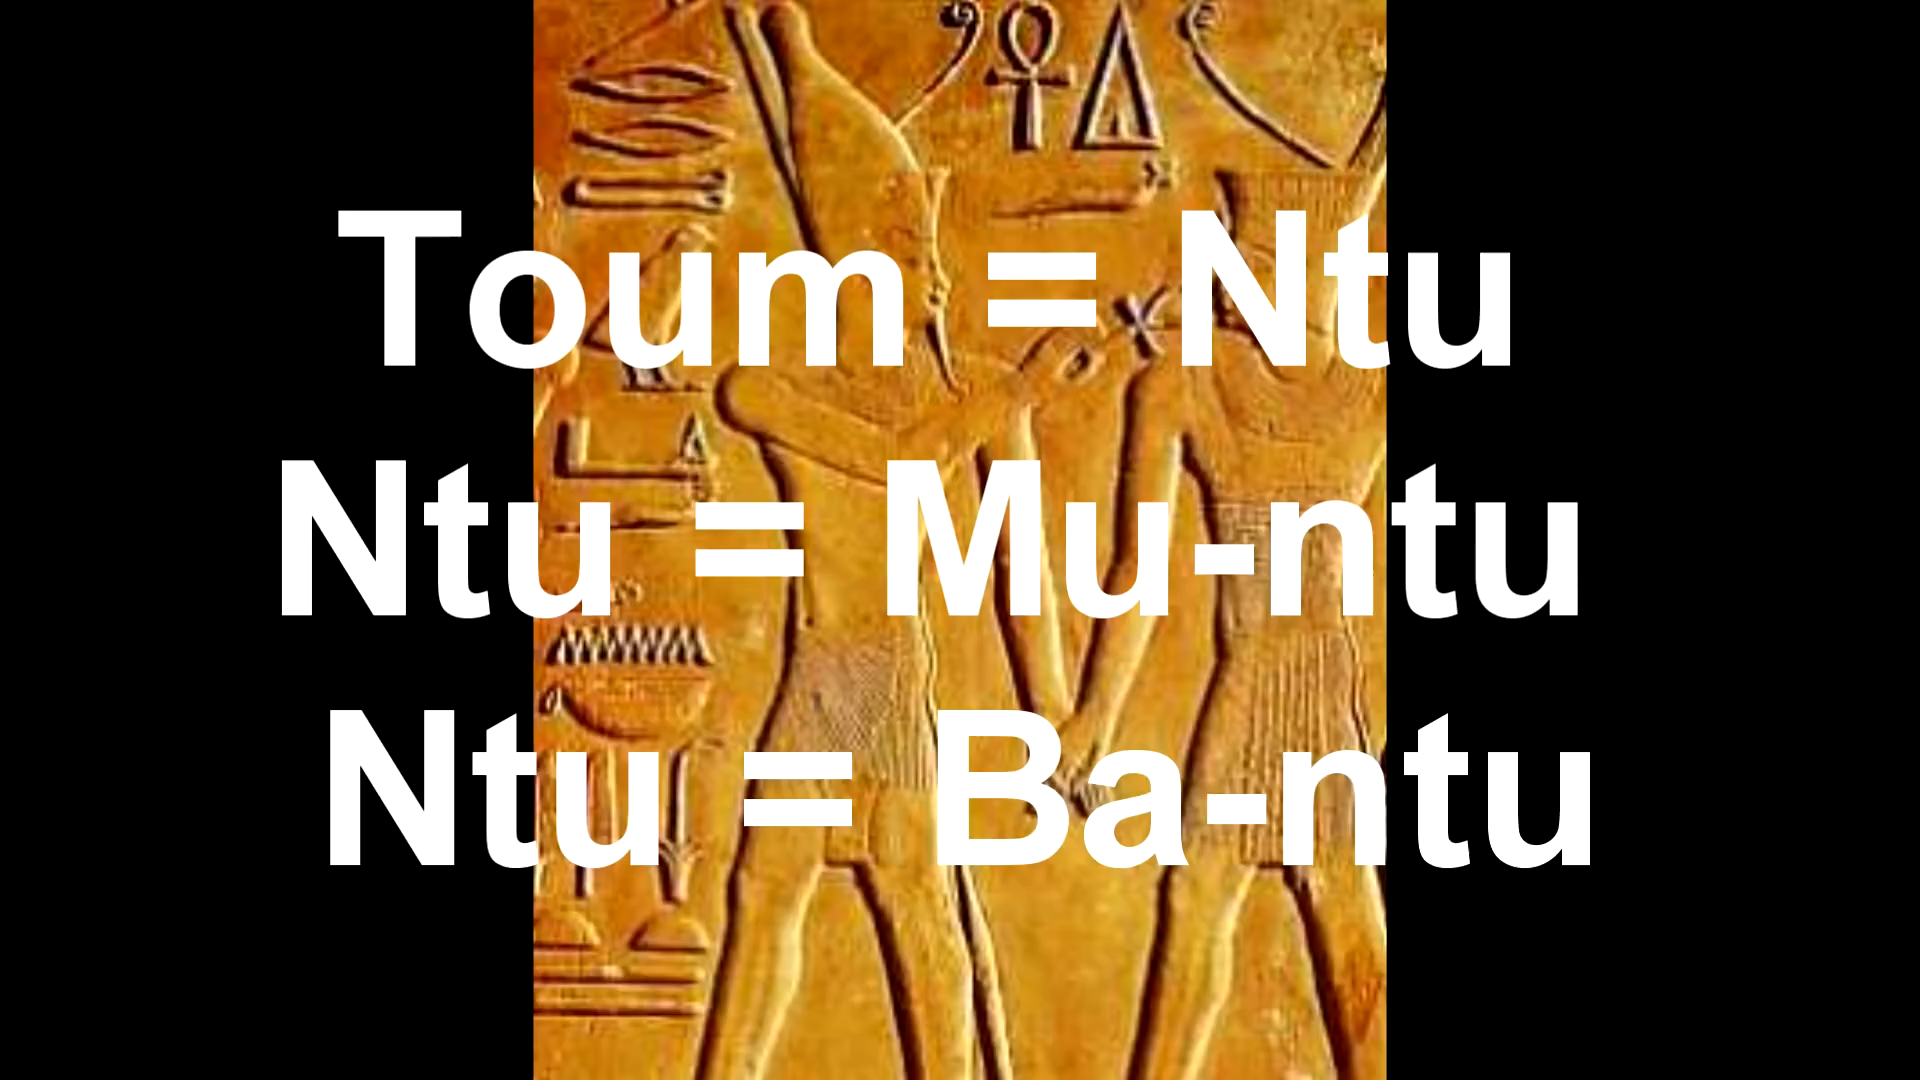 Toum = Ntu
Ntu = Mu-ntu
Ntu = Ba-ntu